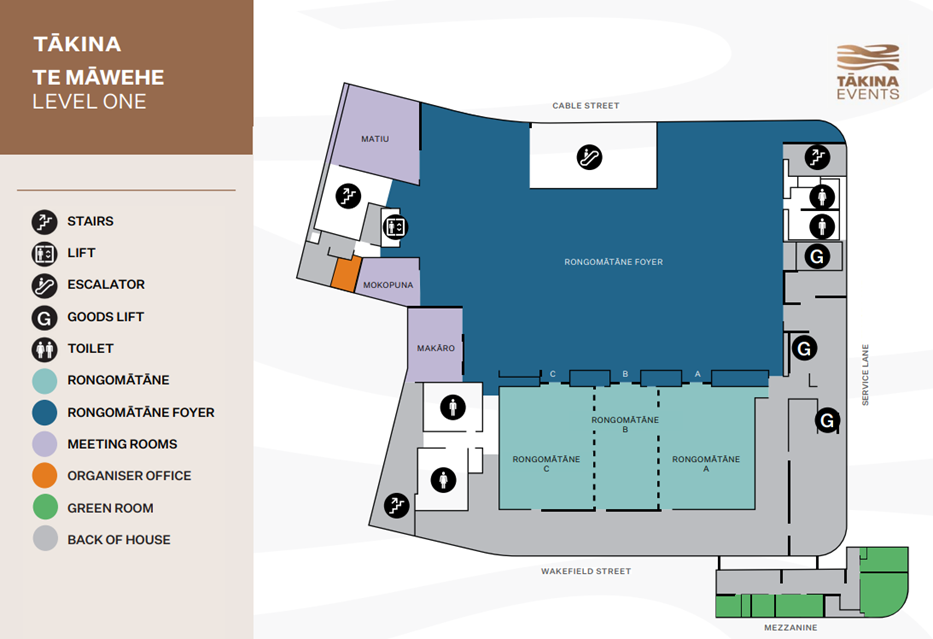 TĀKINA
TE MĀWEHE
LEVEL ONE
STAIRS
LIFT
ESCALATOR
G
GOODS LIFT
TOILET
RONGOMĀTĀNE
RONGOMĀTĀNE FOYER
MEETING ROOMS
ORGANISER OFFICE
GREEN ROOM
BACK OF HOUSE
TĀKINA
EVENTS
CABLE STREET
MATIU
RONGOMĀTĀNE FOYER
G
MOKOPUNA
MAKĀRO
G
SERVICE LANE
C
B
A
G
RONGOMĀTĀNE
B
RONGOMĀTĀNE
C
RONGOMĀTĀNE
A
WAKEFIELD STREET
MEZZANINE